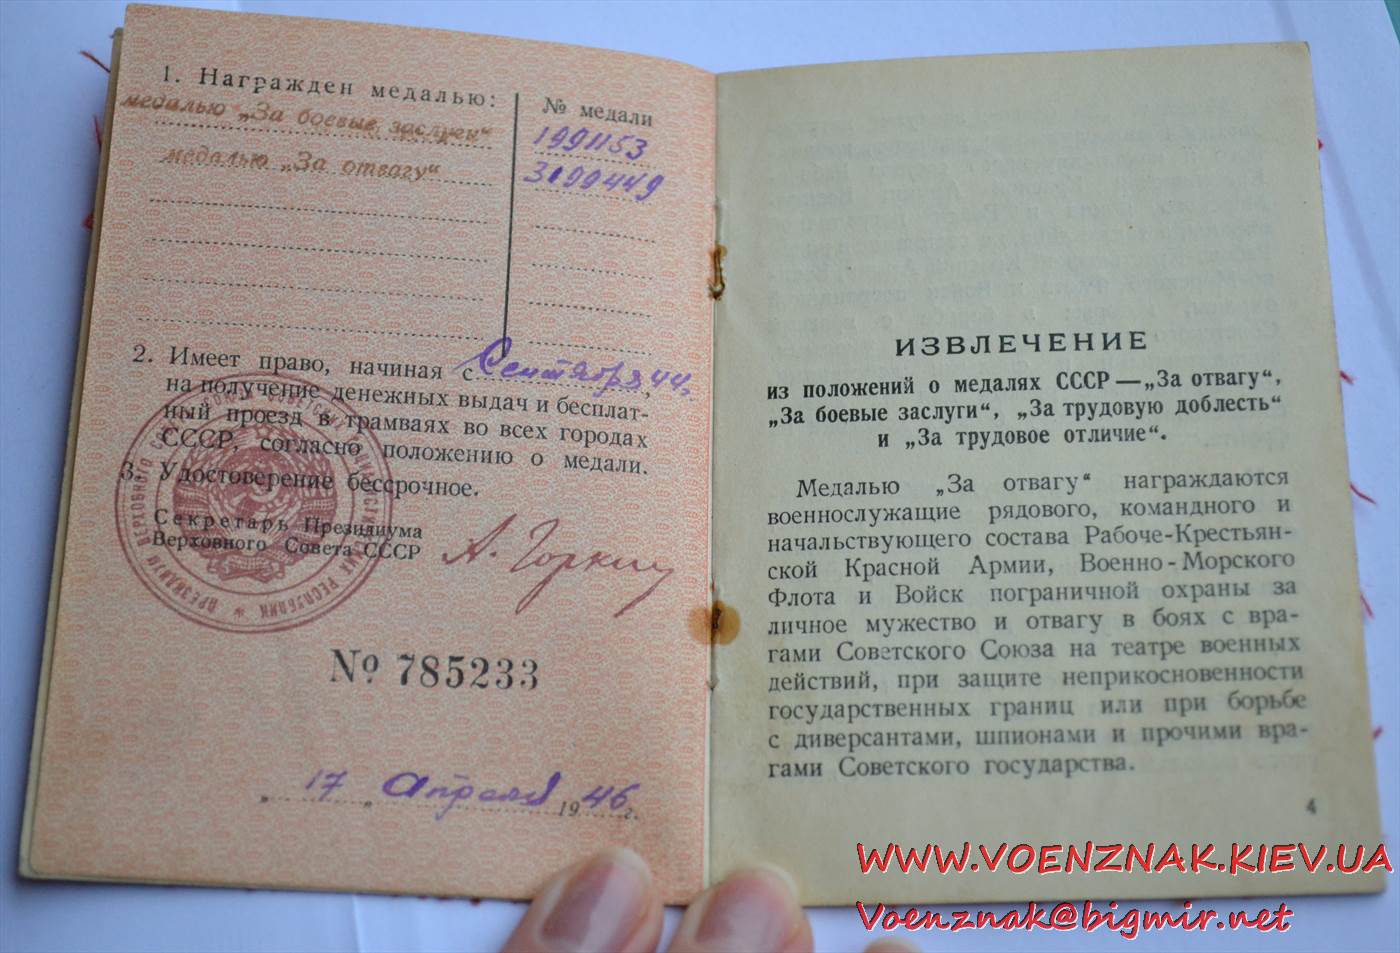 1. Награжден медалью:
№ медали
медалью „За боевые заслуги“
1991153
медалью „За отвагу“
3199449
2. Имеет право, начиная с Сентября 44г.,
на получение денежных выдач и бесплат-
ный проезд в трамваях во всех городах
СССР, согласно положению о медали.
3. Удостоверение бессрочное.
Секретарь Президиума
Верховного Совета СССР
А. Горкин
№ 785233
„ 17 „ Апреля 1946 г.
ИЗВЛЕЧЕНИЕ
из положений о медалях СССР—„За отвагу“,
„За боевые заслуги“, „За трудовую доблесть“
и „За трудовое отличие“.
Медалью „За отвагу“ награждаются
военнослужащие рядового, командного и
начальствующего состава Рабоче-Крестьян-
ской Красной Армии, Военно-Морского
Флота и Войск пограничной охраны за
личное мужество и отвагу в боях с вра-
гами Советского Союза на театре военных
действий, при защите неприкосновенности
государственных границ или при борьбе
с диверсантами, шпионами и прочими вра-
гами Советского государства.
4
WWW.VOENZNAK.KIEV.UA
Voenznak@bigmir.net